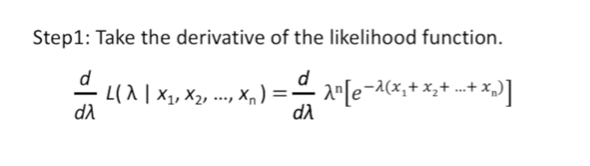 Step1: Take the derivative of the likelihood function.
d/dλ L(λ | x₁, x₂, ..., xₙ) = d/dλ λⁿ[e^−λ(x₁+ x₂+ ...+ xₙ)]